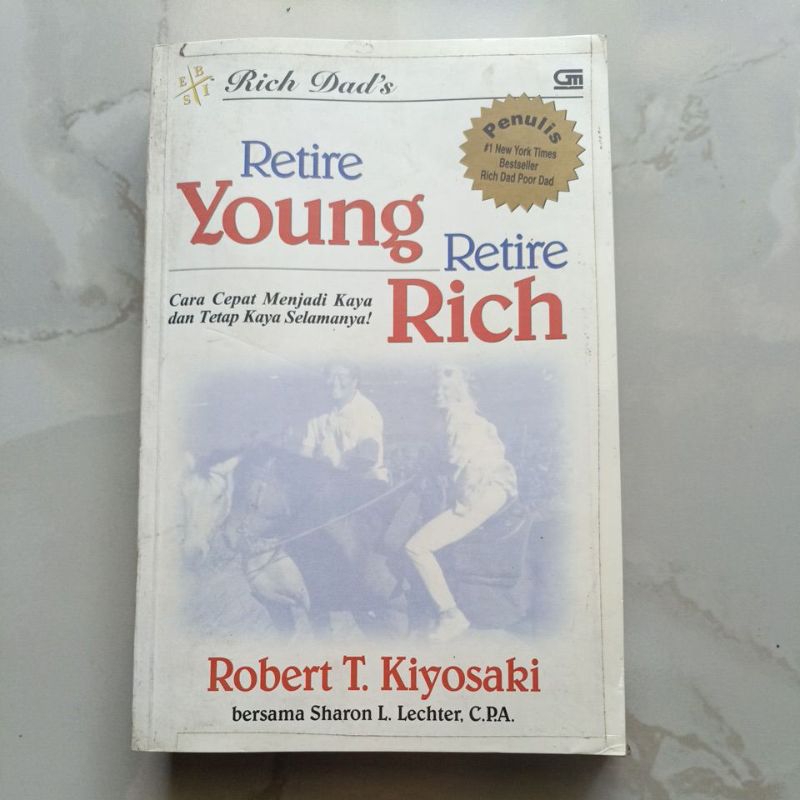 E B
S I
Rich Dad's
GM
Penulis
#1 New York Times
Bestseller
Rich Dad Poor Dad
Retire
Young
Retire
Rich
Cara Cepat Menjadi Kaya
dan Tetap Kaya Selamanya!
Robert T. Kiyosaki
bersama Sharon L. Lechter, C.P.A.